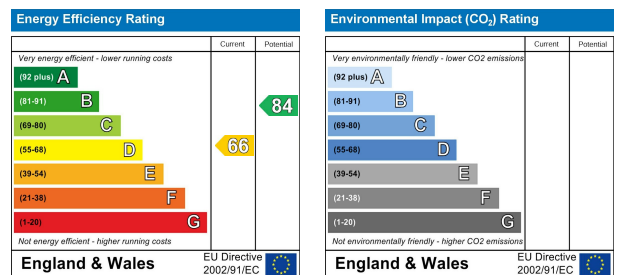 Energy Efficiency Rating
Current Potential
Very energy efficient - lower running costs
(92 plus) A
(81-91) B
(69-80) C
(55-68) D
(39-54) E
(21-38) F
(1-20) G
66
84
Not energy efficient - higher running costs
England & Wales
EU Directive
2002/91/EC
Environmental Impact (CO₂) Rating
Current Potential
Very environmentally friendly - lower CO2 emissions
(92 plus) A
(81-91) B
(69-80) C
(55-68) D
(39-54) E
(21-38) F
(1-20) G
Not environmentally friendly - higher CO2 emissions
England & Wales
EU Directive
2002/91/EC